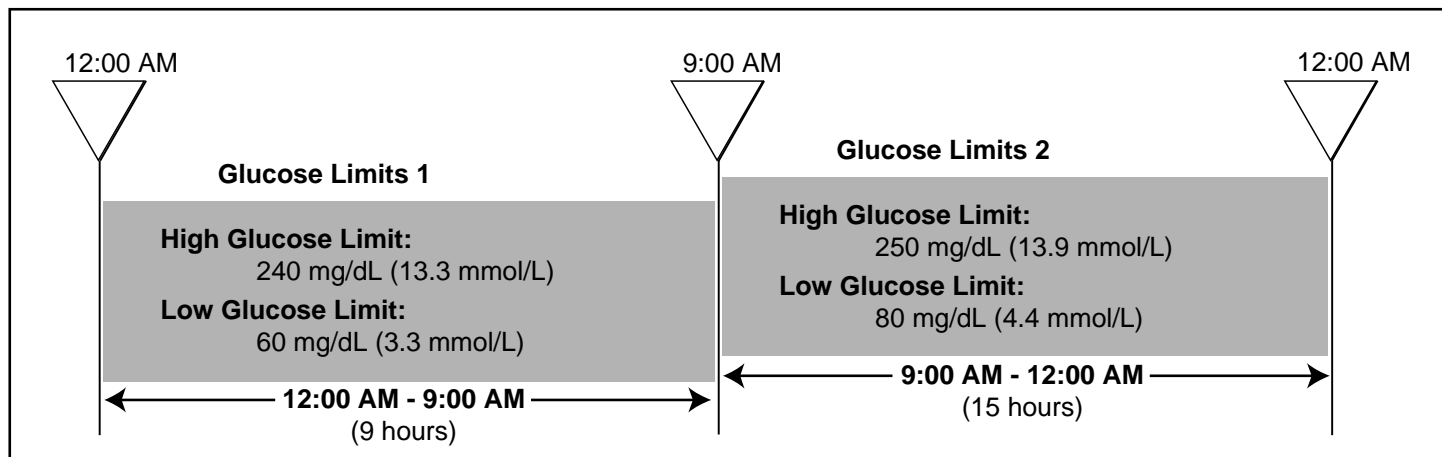 12:00 AM
9:00 AM
12:00 AM
Glucose Limits 1
High Glucose Limit:
240 mg/dL (13.3 mmol/L)
Low Glucose Limit:
60 mg/dL (3.3 mmol/L)
12:00 AM - 9:00 AM
(9 hours)
Glucose Limits 2
High Glucose Limit:
250 mg/dL (13.9 mmol/L)
Low Glucose Limit:
80 mg/dL (4.4 mmol/L)
9:00 AM - 12:00 AM
(15 hours)